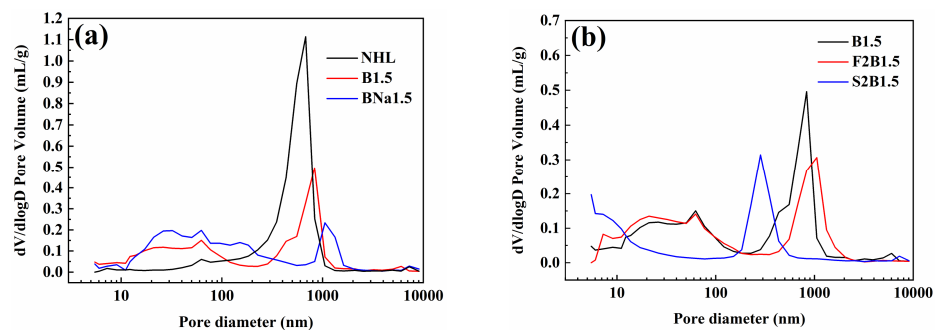 (a)
NHL
B1.5
BNa1.5
dV/dlogD Pore Volume (mL/g)
1.2
1.1
1.0
0.9
0.8
0.7
0.6
0.5
0.4
0.3
0.2
0.1
0.0
10 100 1000 10000
Pore diameter (nm)
(b)
B1.5
F2B1.5
S2B1.5
dV/dlogD Pore Volume (mL/g)
0.7
0.6
0.5
0.4
0.3
0.2
0.1
0.0
10 100 1000 10000
Pore diameter (nm)